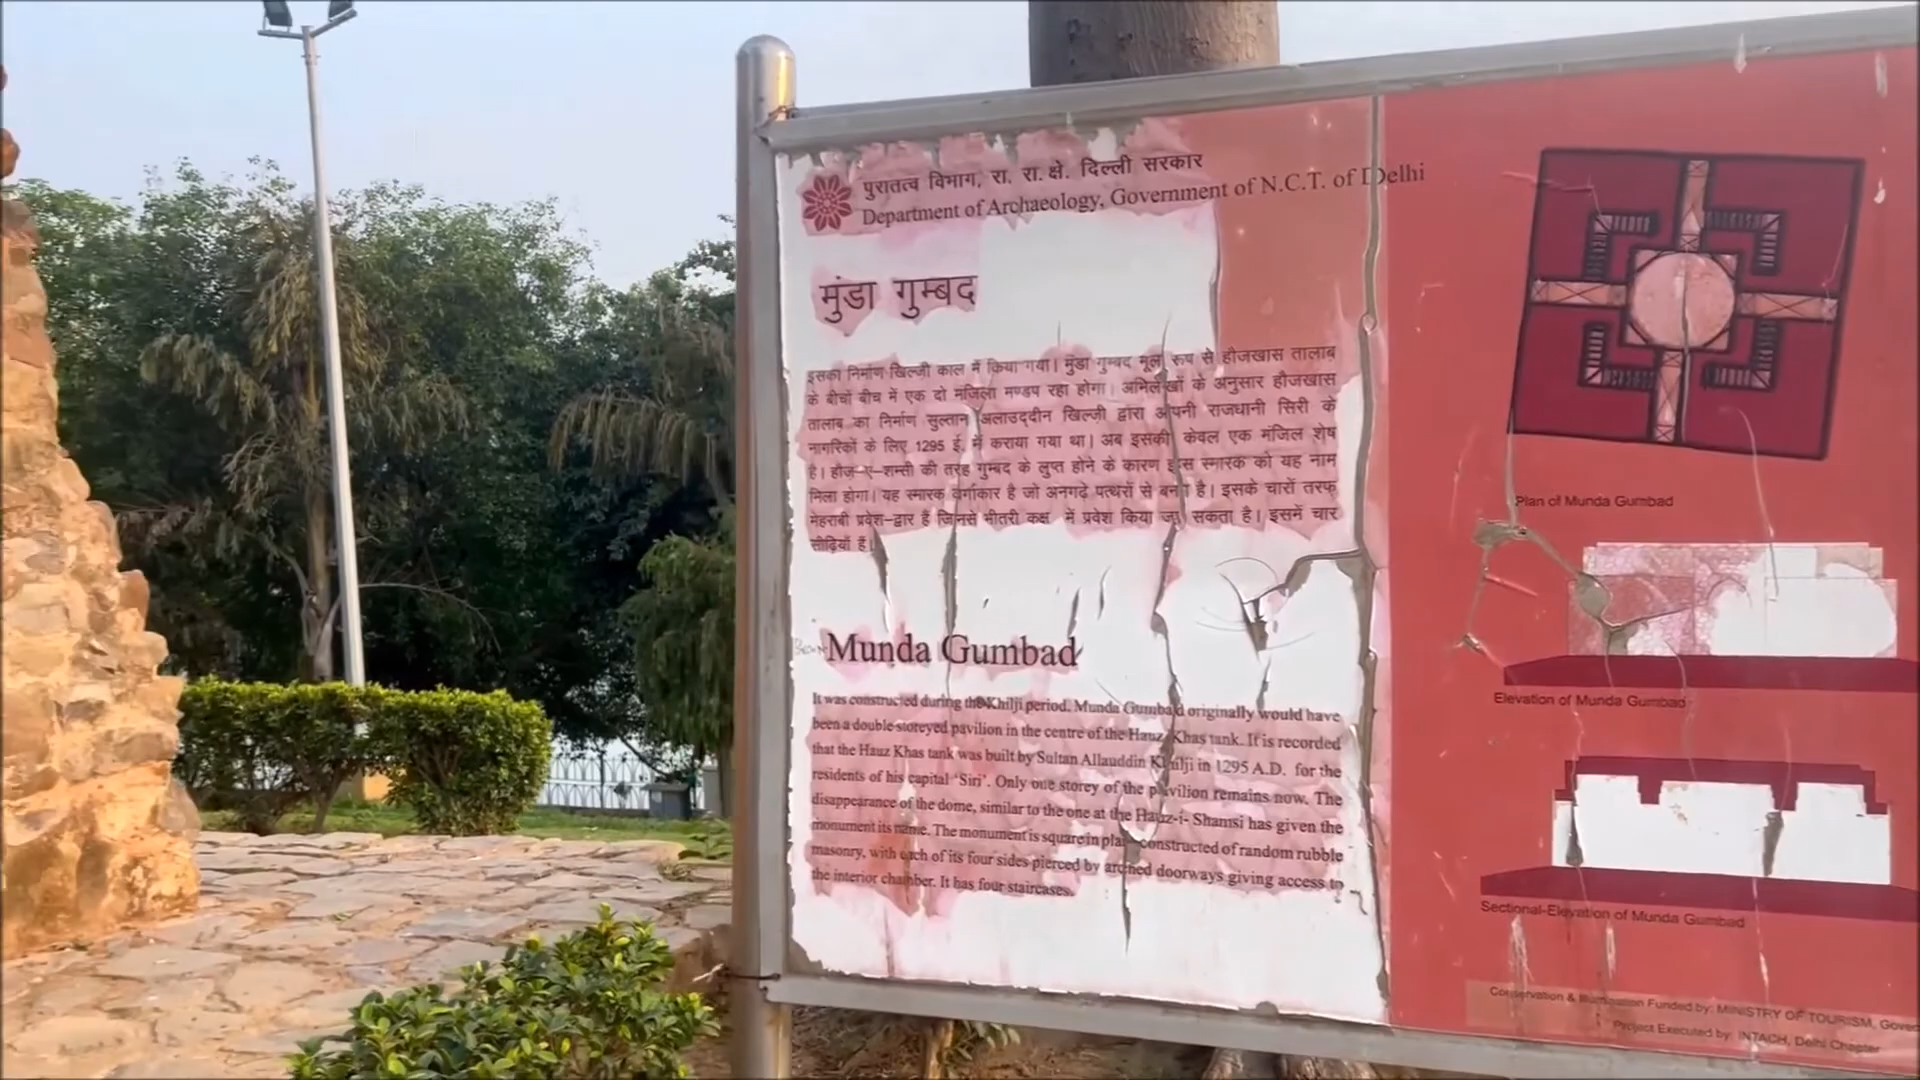 पुरातत्व विभाग, रा. रा. क्षे. दिल्ली सरकार
Department of Archaeology, Government of N.C.T. of Delhi
मुंडा गुम्बद
इसका निर्माण खिल्जी काल में किया गया। मुंडा गुम्बद मूल रूप से हौजखास तालाब
के बीचों बीच में एक दो मंजिला मण्डप रहा होगा। अभिलेखों के अनुसार हौजखास
तालाब का निर्माण सुल्तान अलाउद्दीन खिल्जी द्वारा अपनी राजधानी सिरी के
नागरिकों के लिए 1295 ई. में कराया गया था। अब इसकी केवल एक मंजिल शेष
है। हौज़-ए-शम्सी की तरह गुम्बद के लुप्त होने के कारण इस स्मारक को यह नाम
मिला होगा। यह स्मारक वर्गाकार है जो अनगढ़े पत्थरों से बना है। इसके चारों तरफ
मेहराबी प्रवेश-द्वार हैं जिनसे भीतरी कक्ष में प्रवेश किया जा सकता है। इसमें चार
सीढ़ियाँ हैं।
Munda Gumbad
It was constructed during the Khilji period. Munda Gumbad originally would have
been a double-storeyed pavilion in the centre of the Hauz Khas tank. It is recorded
that the Hauz Khas tank was built by Sultan Allauddin Khilji in 1295 A.D. for the
residents of his capital 'Siri'. Only one storey of the pavilion remains now. The
disappearance of the dome, similar to the one at the Hauz-i- Shamsi has given the
monument its name. The monument is square in plan constructed of random rubble
masonry, with each of its four sides pierced by arched doorways giving access to
the interior chamber. It has four staircases.
Plan of Munda Gumbad
Elevation of Munda Gumbad
Sectional-Elevation of Munda Gumbad
Conservation & Illumination Funded by: MINISTRY OF TOURISM,
Project Executed by: INTACH, Delhi Chapter